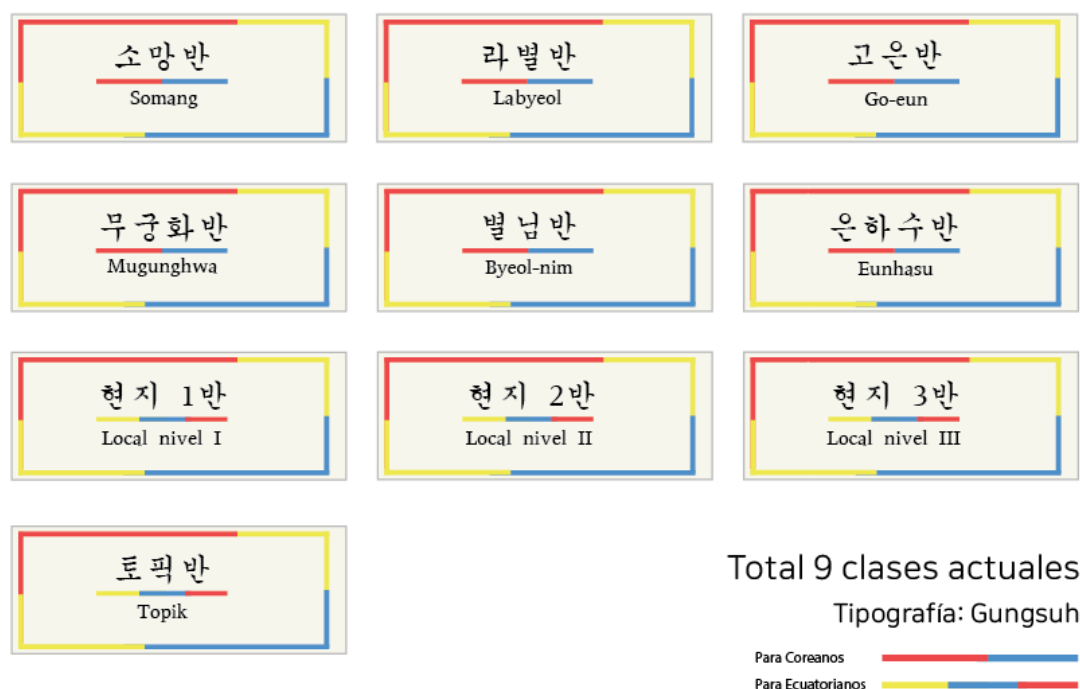 소망반
Somang
라별반
Labyeol
고은반
Go-eun
무궁화반
Mugunghwa
별님반
Byeol-nim
은하수반
Eunhasu
현지 1반
Local nivel I
현지 2반
Local nivel II
현지 3반
Local nivel III
토픽반
Topik
Total 9 clases actuales
Tipografía: Gungsuh
Para Coreanos
Para Ecuatorianos